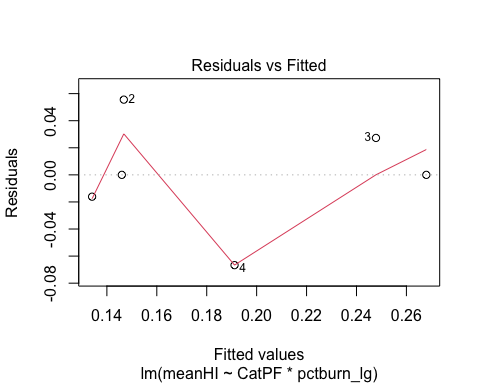 Residuals vs Fitted
Residuals
0.04
0.00
-0.04
-0.08
2
3
4
0.14 0.16 0.18 0.20 0.22 0.24 0.26
Fitted values
lm(meanHI ~ CatPF * pctburn_lg)